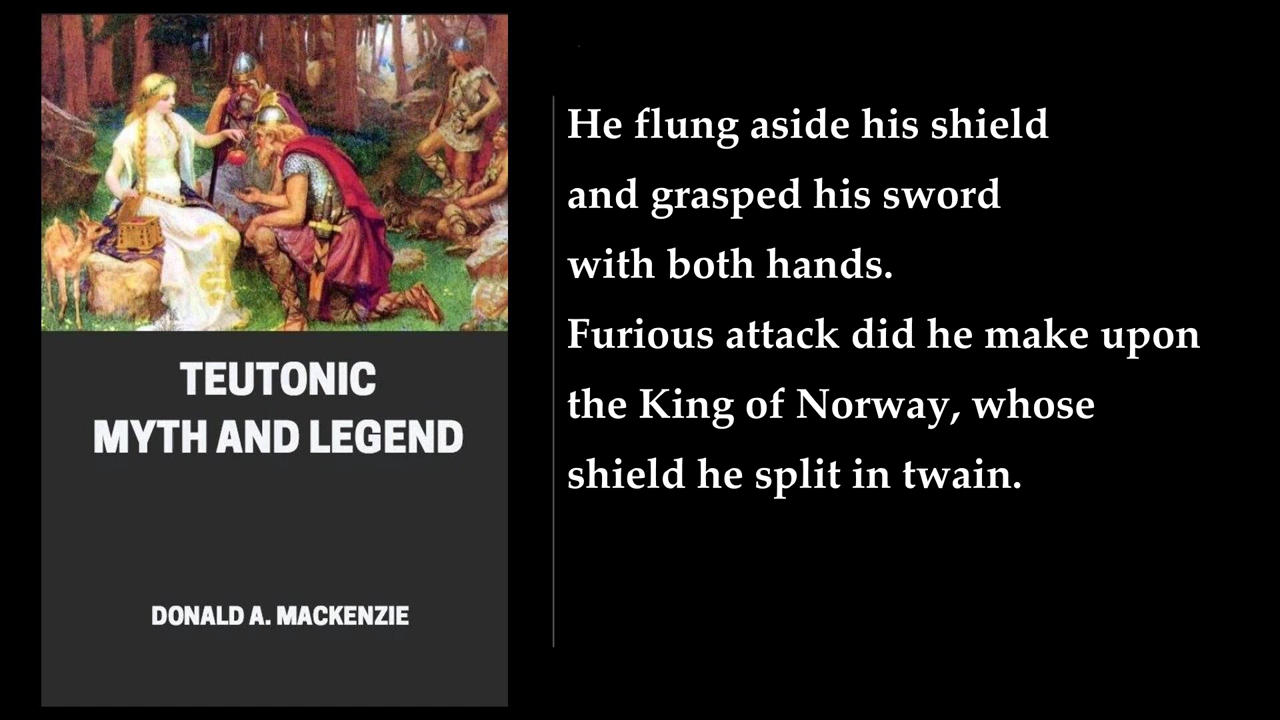 TEUTONIC
MYTH AND LEGEND
DONALD A. MACKENZIE
He flung aside his shield
and grasped his sword
with both hands.
Furious attack did he make upon
the King of Norway, whose
shield he split in twain.